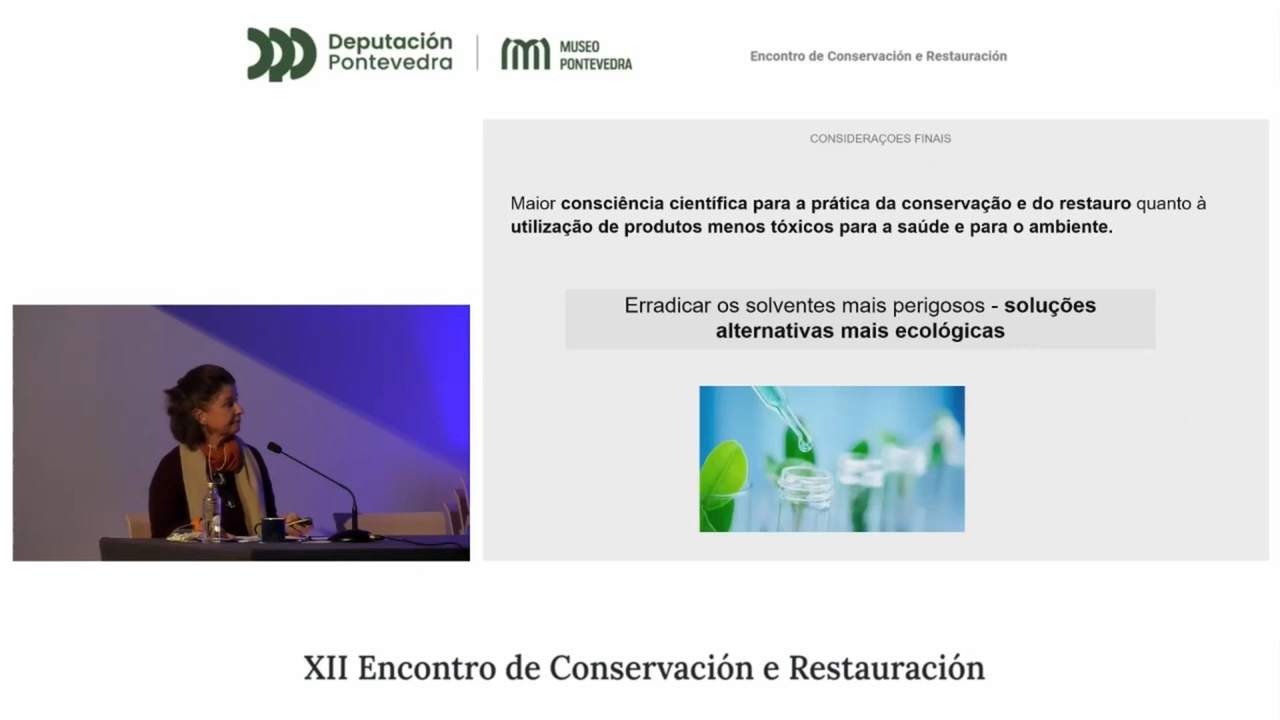 Deputación
Pontevedra
MUSEO
PONTEVEDRA
Encontro de Conservación e Restauración
CONSIDERAÇOES FINAIS
Maior consciência científica para a prática da conservação e do restauro quanto à
utilização de produtos menos tóxicos para a saúde e para o ambiente.
Erradicar os solventes mais perigosos - soluções
alternativas mais ecológicas
XII Encontro de Conservación e Restauración